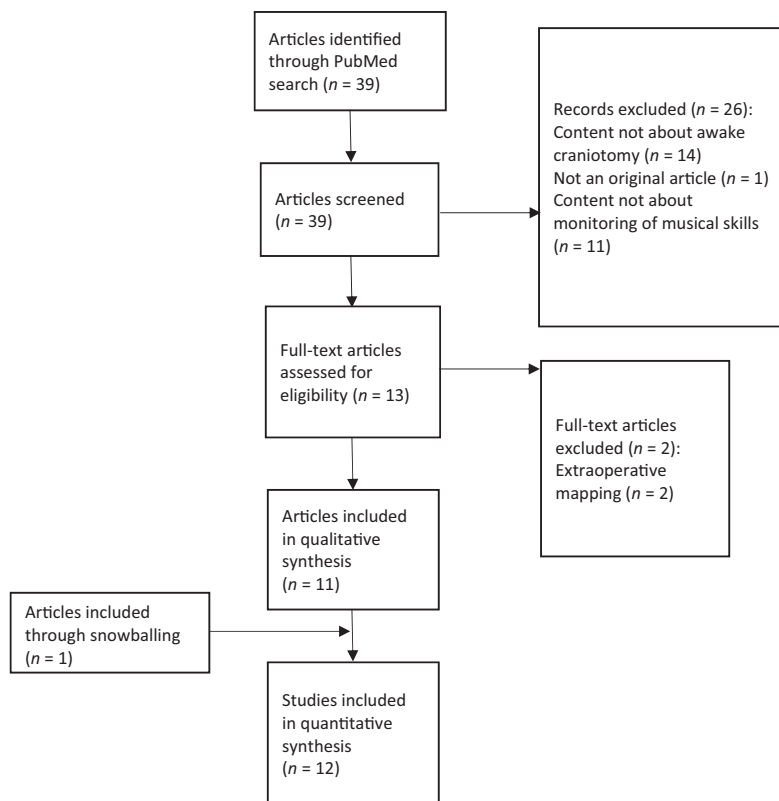 Articles identified
through PubMed
search (n = 39)
Records excluded (n = 26):
Content not about awake
craniotomy (n = 14)
Not an original article (n = 1)
Content not about
monitoring of musical skills
(n = 11)
Articles screened
(n = 39)
Full-text articles
assessed for
eligibility (n = 13)
Full-text articles
excluded (n = 2):
Extraoperative
mapping (n = 2)
Articles included
in qualitative
synthesis
(n = 11)
Articles included
through snowballing
(n = 1)
Studies included
in quantitative
synthesis
(n = 12)